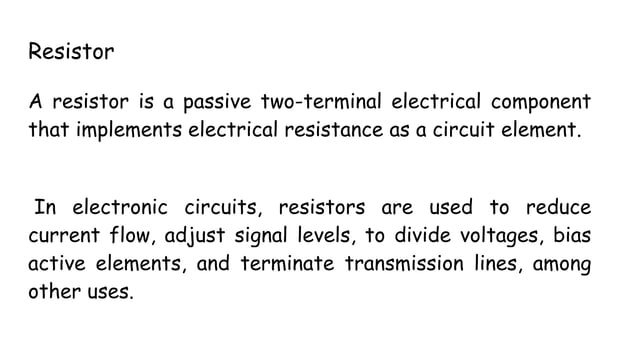 Resistor
A resistor is a passive two-terminal electrical component
that implements electrical resistance as a circuit element.
In electronic circuits, resistors are used to reduce
current flow, adjust signal levels, to divide voltages, bias
active elements, and terminate transmission lines, among
other uses.